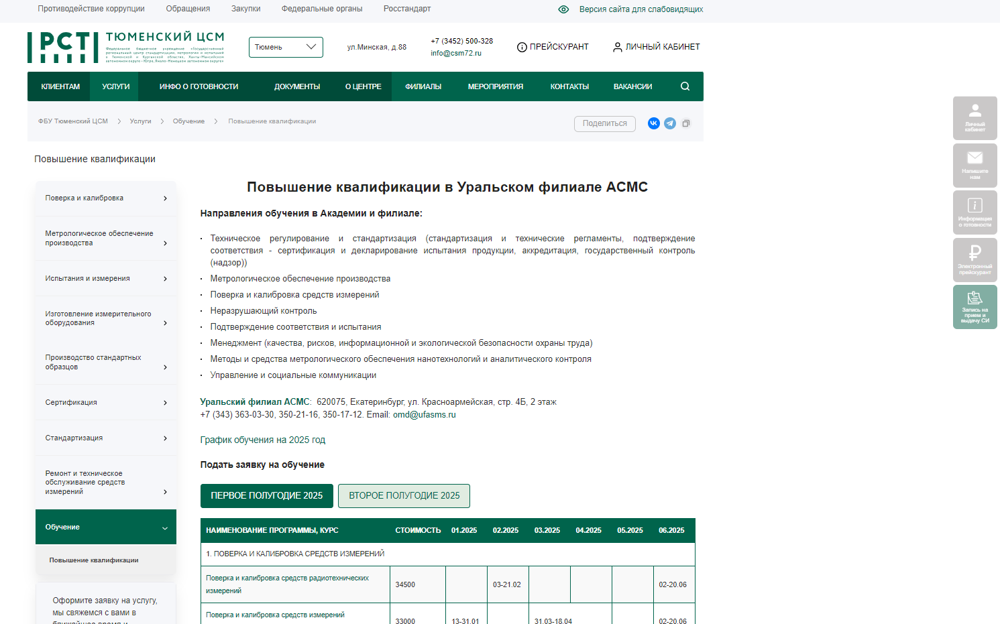 Противодействие коррупции Обращения Закупки Федеральные органы Росстандарт Версия сайта для слабовидящих
РСТ ТЮМЕНСКИЙ ЦСМ
Федеральное бюджетное учреждение «Государственный
региональный центр стандартизации, метрологии и испытаний
в Тюменской и Курганской областях, Ханты-Мансийском
автономном округе – Югре, Ямало-Ненецком автономном округе»
Тюмень
ул.Минская, д.88
+7 (3452) 500-328
info@csm72.ru
ПРЕЙСКУРАНТ ЛИЧНЫЙ КАБИНЕТ
КЛИЕНТАМ УСЛУГИ ИНФО О ГОТОВНОСТИ ДОКУМЕНТЫ О ЦЕНТРЕ ФИЛИАЛЫ МЕРОПРИЯТИЯ КОНТАКТЫ ВАКАНСИИ
ФБУ Тюменский ЦСМ Услуги Обучение Повышение квалификации
Поделиться
Повышение квалификации
Поверка и калибровка
Метрологическое обеспечение
производства
Испытания и измерения
Изготовление измерительного
оборудования
Производство стандартных
образцов
Сертификация
Стандартизация
Ремонт и техническое
обслуживание средств
измерений
Обучение
Повышение квалификации
Оформите заявку на услугу,
мы свяжемся с вами в
ближайшее время и
Повышение квалификации в Уральском филиале АСМС
Направления обучения в Академии и филиале:
· Техническое регулирование и стандартизация (стандартизация и технические регламенты, подтверждение
соответствия - сертификация и декларирование испытания продукции, аккредитация, государственный контроль
(надзор))
· Метрологическое обеспечение производства
· Поверка и калибровка средств измерений
· Неразрушающий контроль
· Подтверждение соответствия и испытания
· Менеджмент (качества, рисков, информационной и экологической безопасности охраны труда)
· Методы и средства метрологического обеспечения нанотехнологий и аналитического контроля
· Управление и социальные коммуникации
Уральский филиал АСМС: 620075, Екатеринбург, ул. Красноармейская, стр. 4Б, 2 этаж
+7 (343) 363-03-30, 350-21-16, 350-17-12. Email: omd@ufasms.ru
График обучения на 2025 год
Подать заявку на обучение
ПЕРВОЕ ПОЛУГОДИЕ 2025 ВТОРОЕ ПОЛУГОДИЕ 2025
НАИМЕНОВАНИЕ ПРОГРАММЫ, КУРС СТОИМОСТЬ 01.2025 02.2025 03.2025 04.2025 05.2025 06.2025
1. ПОВЕРКА И КАЛИБРОВКА СРЕДСТВ ИЗМЕРЕНИЙ
Поверка и калибровка средств радиотехнических
измерений
34500 03-21.02 02-20.06
Поверка и калибровка средств измерений
33000 13-31.01 31.03-18.04 02-20.06
Личный
кабинет
Напишите
нам
Информация
о готовности
Электронный
прейскурант
Запись на
прием и
выдачу СИ